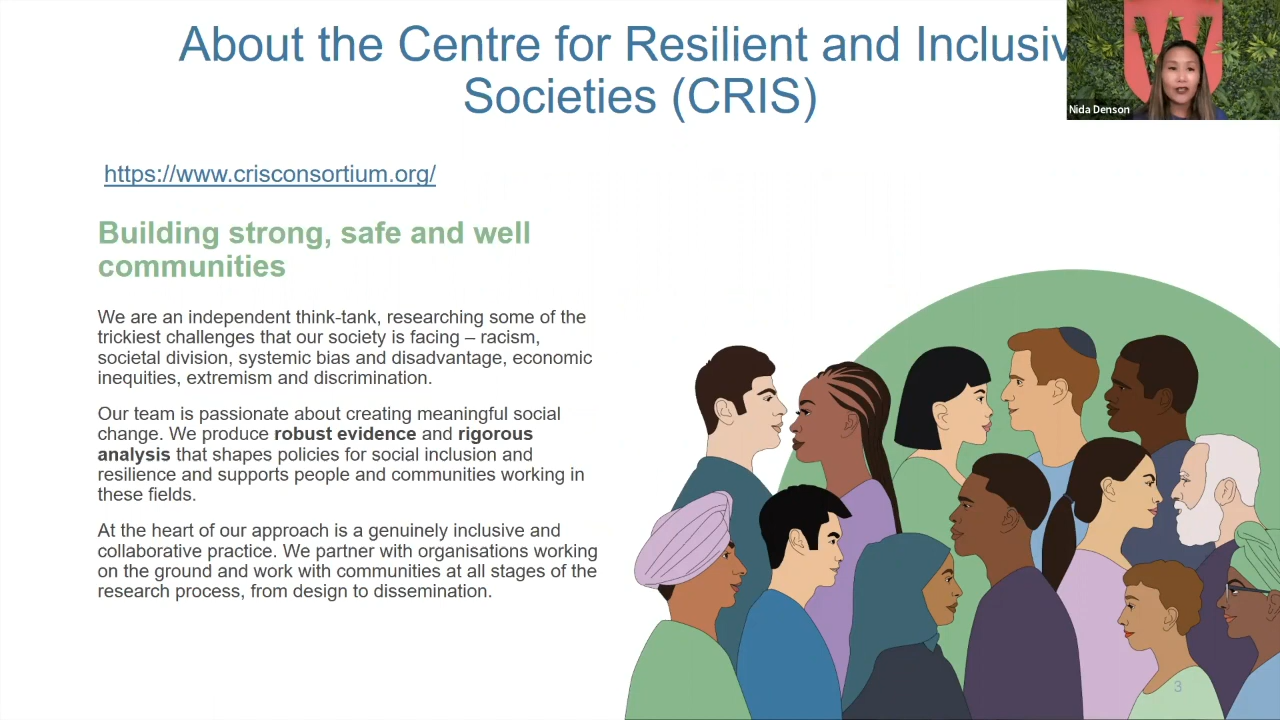 About the Centre for Resilient and Inclusiv
Societies (CRIS)
W
Nida Denson
https://www.crisconsortium.org/
Building strong, safe and well
communities
We are an independent think-tank, researching some of the
trickiest challenges that our society is facing – racism,
societal division, systemic bias and disadvantage, economic
inequities, extremism and discrimination.
Our team is passionate about creating meaningful social
change. We produce robust evidence and rigorous
analysis that shapes policies for social inclusion and
resilience and supports people and communities working in
these fields.
At the heart of our approach is a genuinely inclusive and
collaborative practice. We partner with organisations working
on the ground and work with communities at all stages of the
research process, from design to dissemination.
3